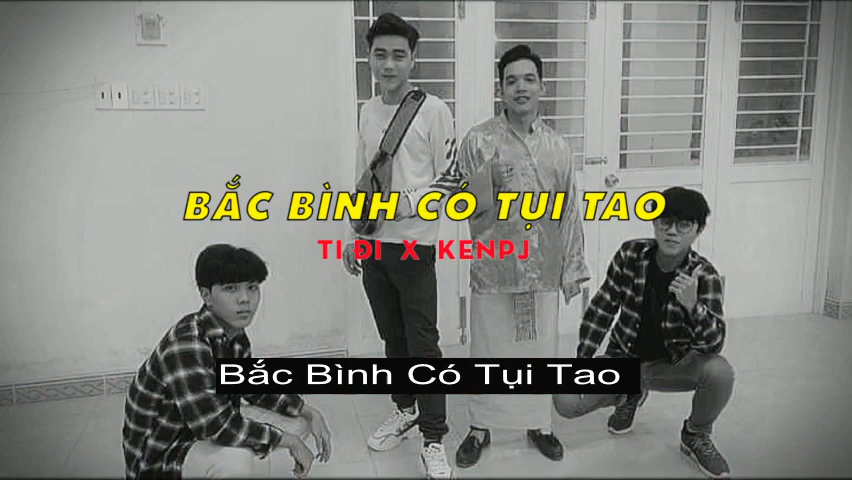 BẮC BÌNH CÓ TỤI TAO
TI ĐI X KENPJ
Bắc Bình Có Tụi Tao